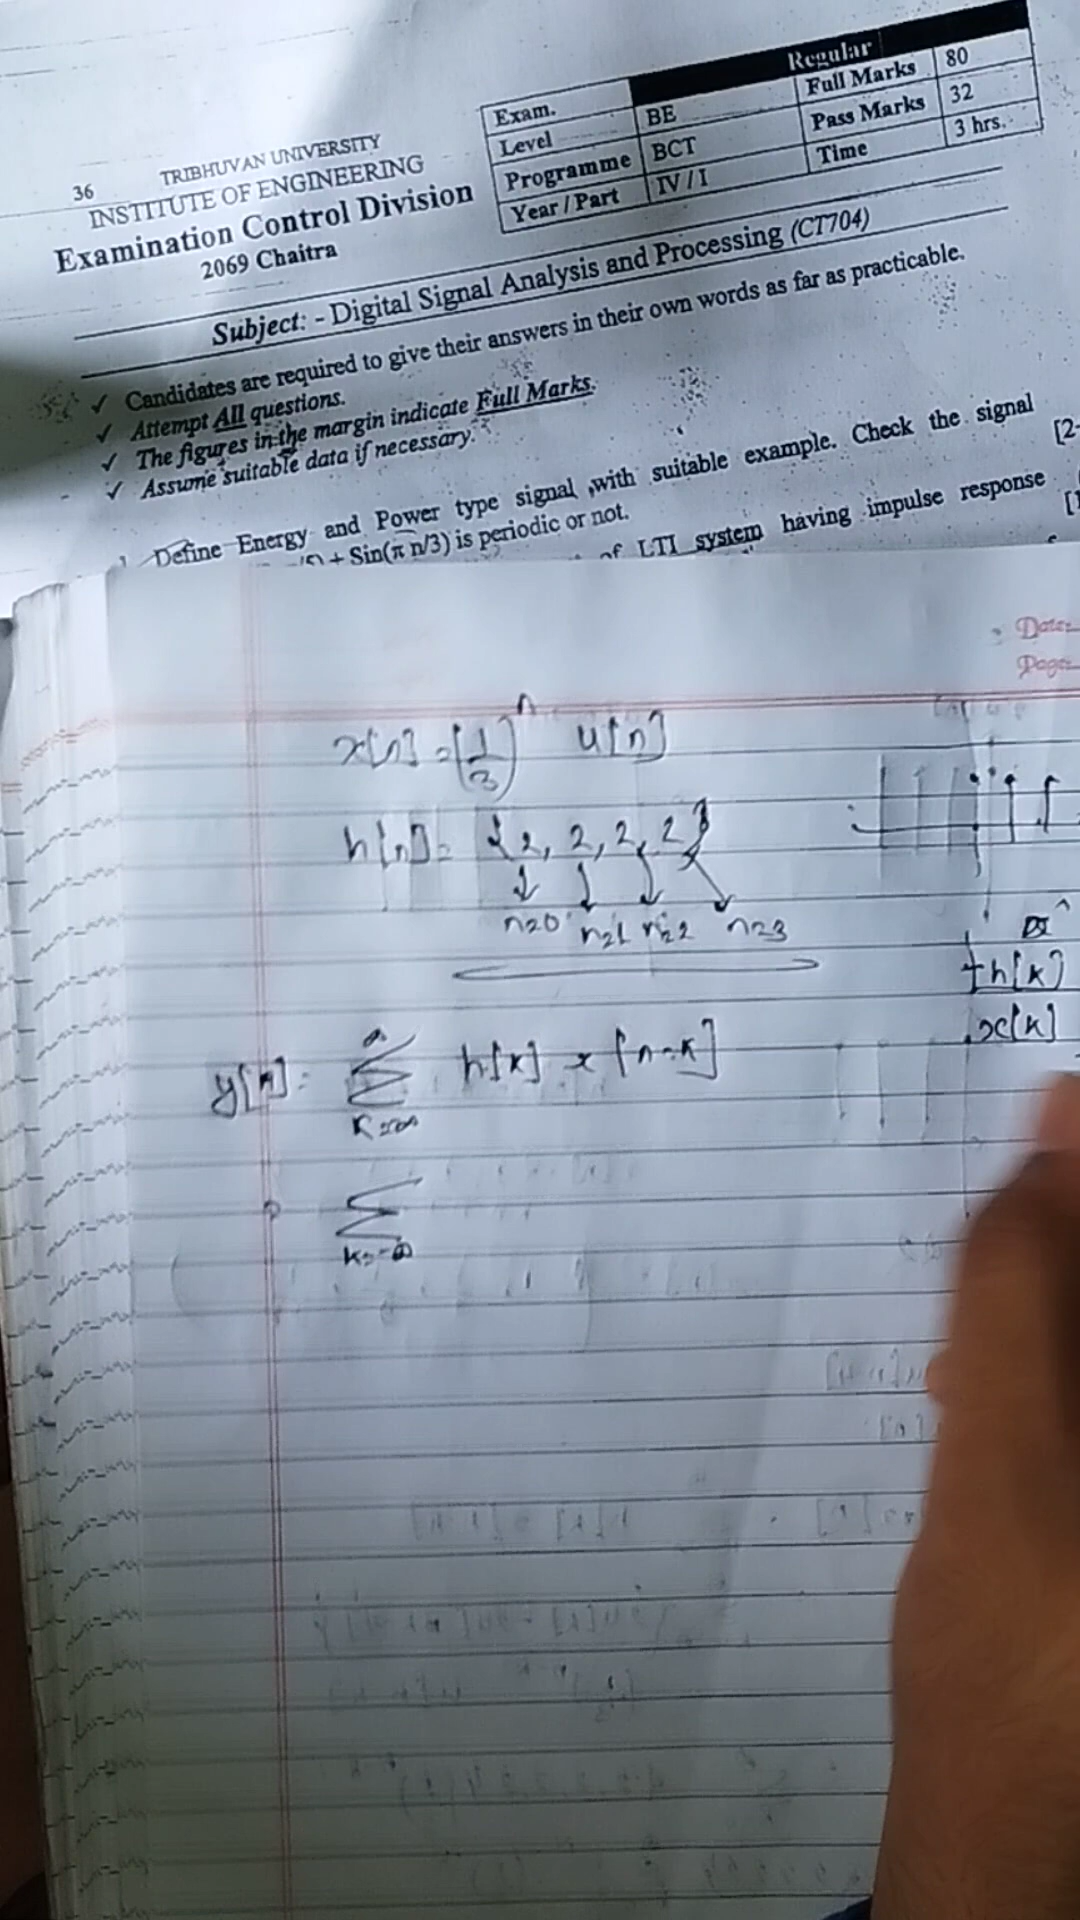 36
TRIBHUVAN UNIVERSITY
INSTITUTE OF ENGINEERING
Examination Control Division
2069 Chaitra
Exam. Regular
Level BE Full Marks 80
Programme BCT Pass Marks 32
Year / Part IV / I Time 3 hrs.
Subject: - Digital Signal Analysis and Processing (CT704)
✓ Candidates are required to give their answers in their own words as far as practicable.
✓ Attempt All questions.
✓ The figures in the margin indicate Full Marks.
✓ Assume suitable data if necessary.
Define Energy and Power type signal with suitable example. Check the signal [2
+ Sin(π n/3) is periodic or not.
of LTI system having impulse response
Date:
Page:
x[n] = (1/3)^n u[n]
h[n] = {2, 2, 2, 2}
n=0 n=1 n=2 n=3
h[k]
x[k]
y[n] = Σ h[k] x[n-k]
k=-∞
Σ
k=-∞